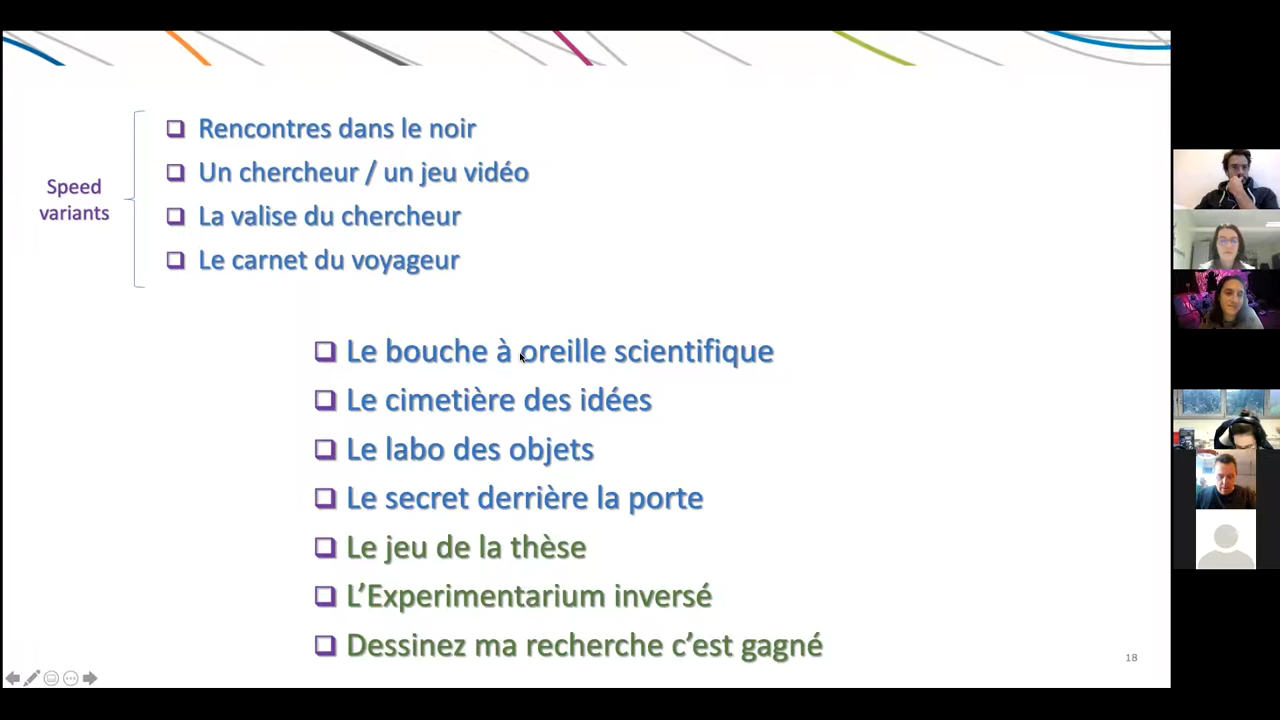 Speed
variants
Rencontres dans le noir
Un chercheur / un jeu vidéo
La valise du chercheur
Le carnet du voyageur
Le bouche à oreille scientifique
Le cimetière des idées
Le labo des objets
Le secret derrière la porte
Le jeu de la thèse
L’Experimentarium inversé
Dessinez ma recherche c’est gagné
18